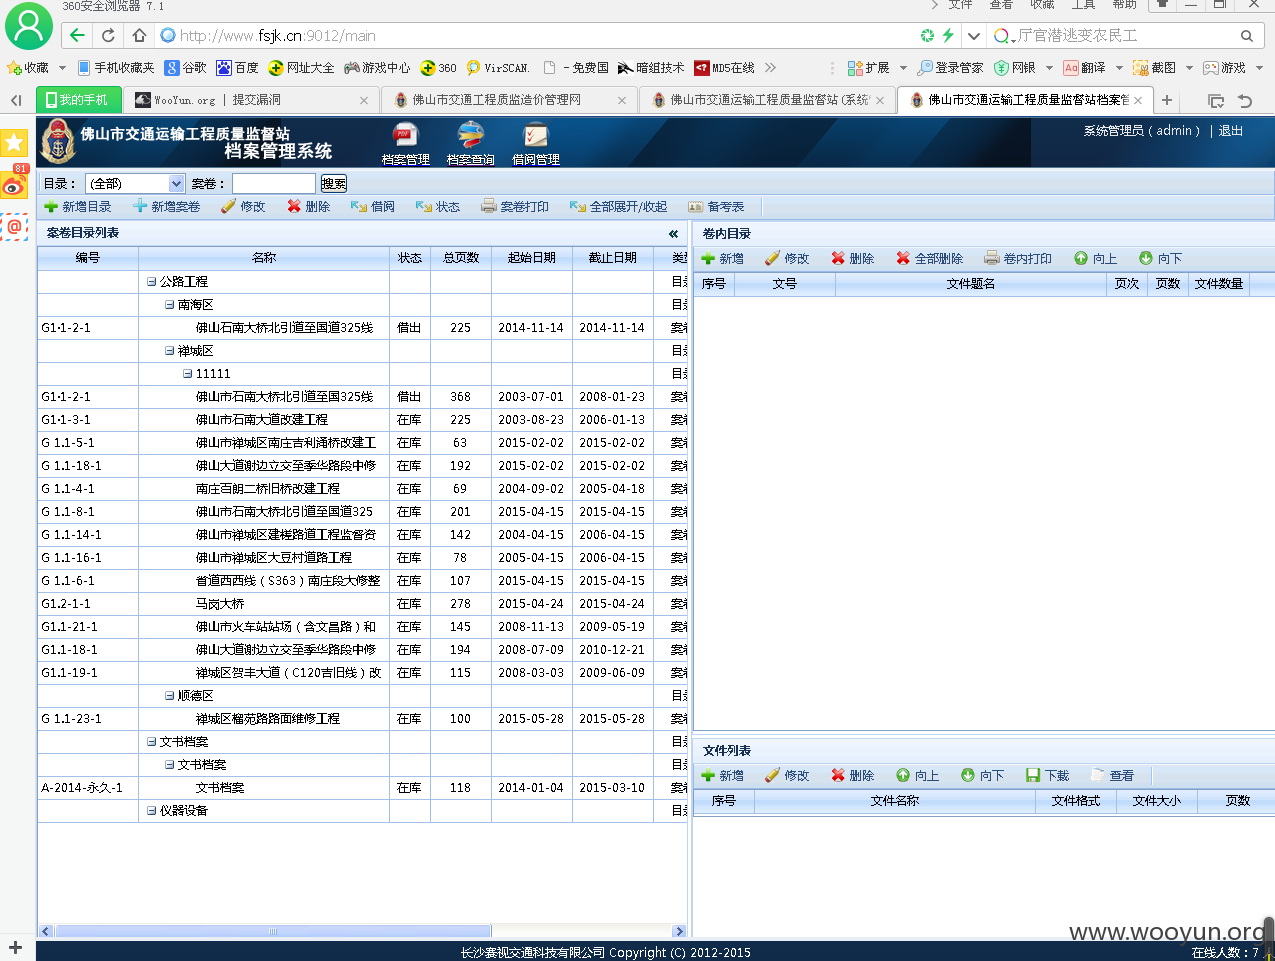 360安全浏览器 7.1 文件 查看 收藏 工具 帮助
http://www.fsjk.cn:9012/main 厅官潜逃变农民工
收藏 手机收藏夹 谷歌 百度 网址大全 游戏中心 360 VirSCAN. - 免费国 暗组技术 MD5在线 扩展 登录管家 网银 翻译 截图 游戏
我的手机 WooYun.org | 提交漏洞 佛山市交通工程质监造价管理网 佛山市交通运输工程质量监督站 (系统 佛山市交通运输工程质量监督站档案管
佛山市交通运输工程质量监督站
档案管理系统
档案管理 档案查询 借阅管理
系统管理员 ( admin ) | 退出
81
目录： (全部) 案卷： 搜索
新增目录 新增案卷 修改 删除 借阅 状态 案卷打印 全部展开/收起 备考表
案卷目录列表
编号 名称 状态 总页数 起始日期 截止日期 类
公路工程 目
南海区 目
G1·1-2-1 佛山石南大桥北引道至国道325线 借出 225 2014-11-14 2014-11-14 案
禅城区 目
11111 目
G1·1-2-1 佛山市石南大桥北引道至国325线 借出 368 2003-07-01 2008-01-23 案
G1·1-3-1 佛山市石南大道改建工程 在库 225 2003-08-23 2006-01-13 案
G 1.1-5-1 佛山市禅城区南庄吉利涌桥改建工 在库 63 2015-02-02 2015-02-02 案
G 1.1-18-1 佛山大道谢边立交至季华路段中修 在库 192 2015-02-02 2015-02-02 案
G 1.1-4-1 南庄百朗二桥旧桥改建工程 在库 69 2004-09-02 2005-04-18 案
G 1.1-8-1 佛山市石南大桥北引道至国道325 在库 201 2015-04-15 2015-04-15 案
G 1.1-14-1 佛山市禅城区建槎路道工程监督资 在库 142 2004-04-15 2006-04-15 案
G 1.1-16-1 佛山市禅城区大豆村道路工程 在库 78 2005-04-15 2006-04-15 案
G 1.1-6-1 省道西西线 ( S363 ) 南庄段大修整 在库 107 2015-04-15 2015-04-15 案
G1.2-1-1 马岗大桥 在库 278 2015-04-24 2015-04-24 案
G1.1-21-1 佛山市火车站站场 ( 含文昌路 ) 和 在库 145 2008-11-13 2009-05-19 案
G1.1-18-1 佛山大道谢边立交至季华路段中修 在库 194 2008-07-09 2010-12-21 案
G1.1-19-1 禅城区贺丰大道 ( C120吉旧线 ) 改 在库 115 2008-03-03 2009-06-09 案
顺德区 目
G 1.1-23-1 禅城区榴苑路路面维修工程 在库 100 2015-05-28 2015-05-28 案
文书档案 目
文书档案 目
A-2014-永久-1 文书档案 在库 118 2014-01-04 2015-03-10 案
仪器设备 目
卷内目录
新增 修改 删除 全部删除 卷内打印 向上 向下
序号 文号 文件题名 页次 页数 文件数量
文件列表
新增 修改 删除 向上 向下 下载 查看
序号 文件名称 文件格式 文件大小 页数
www.wooyun.org
长沙赛视交通科技有限公司 Copyright (C) 2012-2015
在线人数：7 人